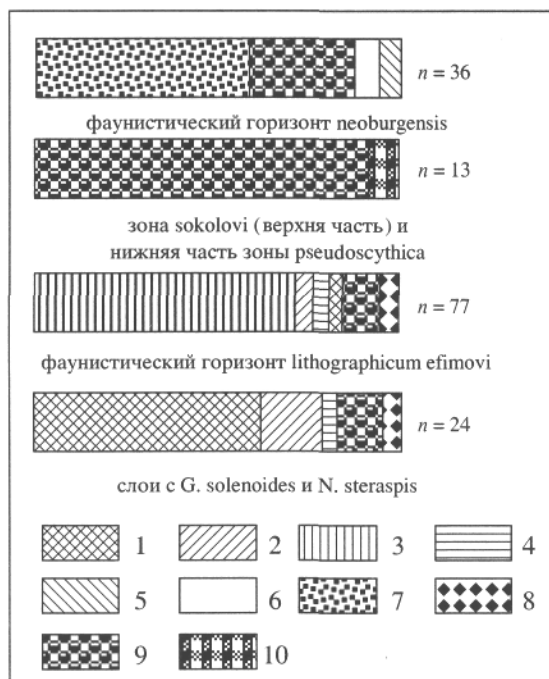 n = 36
фаунистический горизонт neoburgensis
n = 13
зона sokolovi (верхня часть) и
нижняя часть зоны pseudoscythica
n = 77
фаунистический горизонт lithographicum efimovi
n = 24
слои с G. solenoides и N. steraspis
1 2 3 4
5 6 7 8
9 10